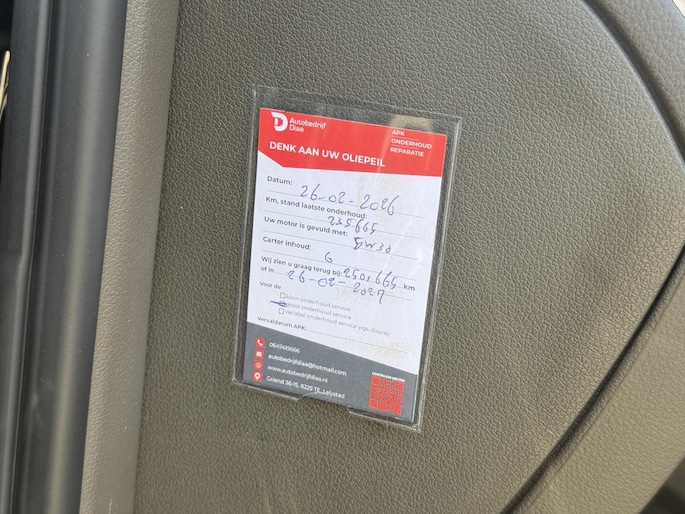 Autobedrijf
Diaa
APK
ONDERHOUD
REPARATIE
DENK AAN UW OLIEPEIL
Datum: 26-02-2026
Km, stand laatste onderhoud: 235665
Uw motor is gevuld met: 5W30
Carter inhoud: 6
Wij zien u graag terug bij: 250,665 km
of in 26-02-2027
Voor de
klein onderhoud service
groot onderhoud service
variabel onderhoud service vlgs display
Vervaldatum APK:
0647419666
autobedrijfdiaa@hotmail.com
www.autobedrijfdiaa.nl
Griend 36-15, 8225 TE, Lelystad